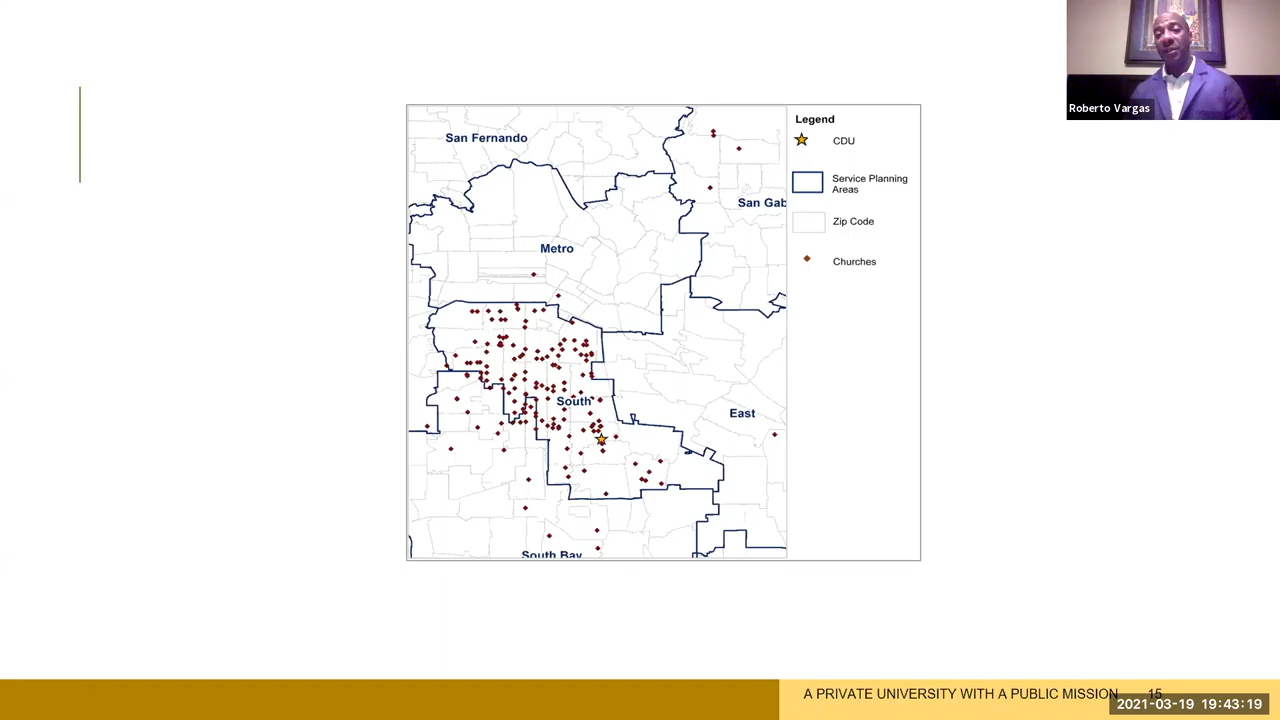 Roberto Vargas
San Fernando
San Gab
Metro
South
East
South Bay
Legend
CDU
Service Planning
Areas
Zip Code
Churches
A PRIVATE UNIVERSITY WITH A PUBLIC MISSION
15
2021-03-19 19:43:19